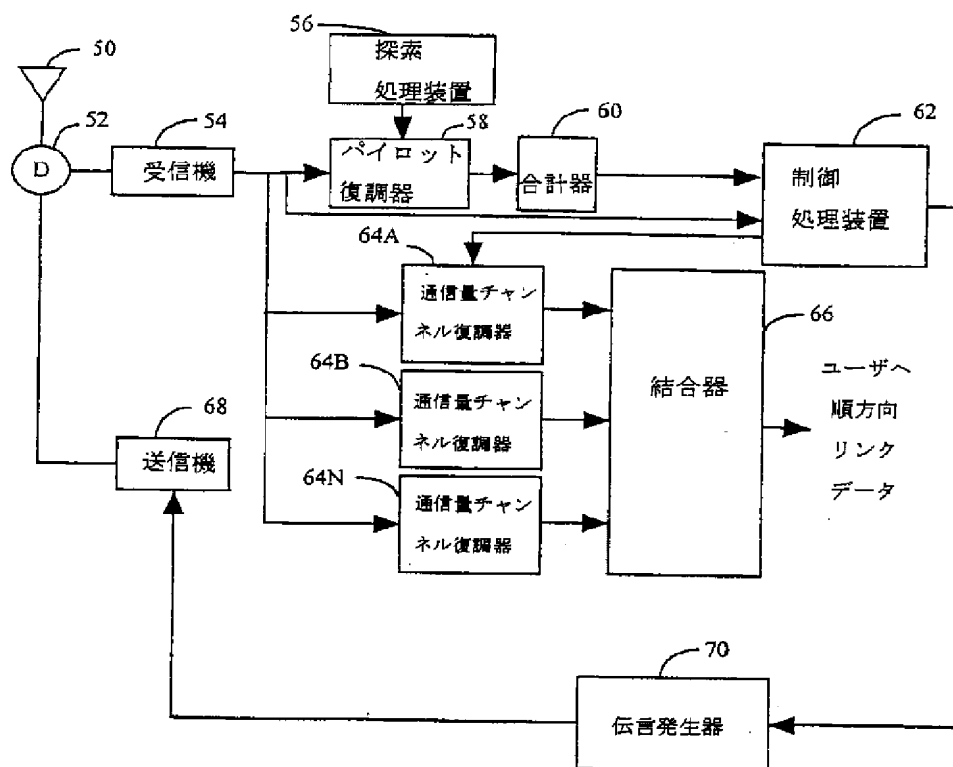 56
50
探索
処理装置
52
54
58
60
62
D
受信機
パイロット
復調器
合計器
制御
処理装置
64A
通信量チャン
ネル復調器
66
64B
通信量チャン
ネル復調器
結合器
ユーザへ
順方向
リンク
データ
68
送信機
64N
通信量チャン
ネル復調器
70
伝言発生器